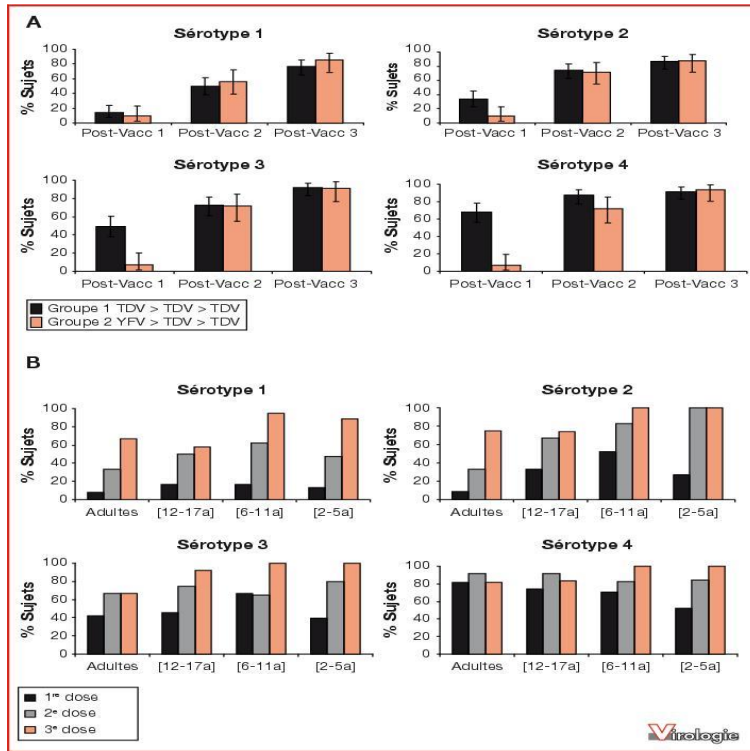 A
Sérotype 1
Sérotype 2
% Sujets
100
80
60
40
20
0
Post-Vacc 1
Post-Vacc 2
Post-Vacc 3
%Sujets
100
80
60
40
20
0
Post-Vacc 1
Post-Vacc 2
Post-Vacc 3
Sérotype 3
Sérotype 4
% Sujets
100
80
60
40
20
0
Post-Vacc 1
Post-Vacc 2
Post-Vacc 3
% Sujets
100
80
60
40
20
0
Post-Vacc 1
Post-Vacc 2
Post-Vacc 3
Groupe 1 TDV > TDV > TDV
Groupe 2 YFV > TDV > TDV
B
Sérotype 1
Sérotype 2
% Sujets
100
80
60
40
20
0
Adultes
[12-17a]
[6-11a]
[2-5a]
% Sujets
100
80
60
40
20
0
Adultes
[12-17a]
[6-11a]
[2-5a]
Sérotype 3
Sérotype 4
% Sujets
100
80
60
40
20
0
Adultes
[12-17a]
[6-11a]
[2-5a]
% Sujets
100
80
60
40
20
0
Adultes
[12-17a]
[6-11a]
[2-5a]
1re dose
2e dose
3e dose
Virologie